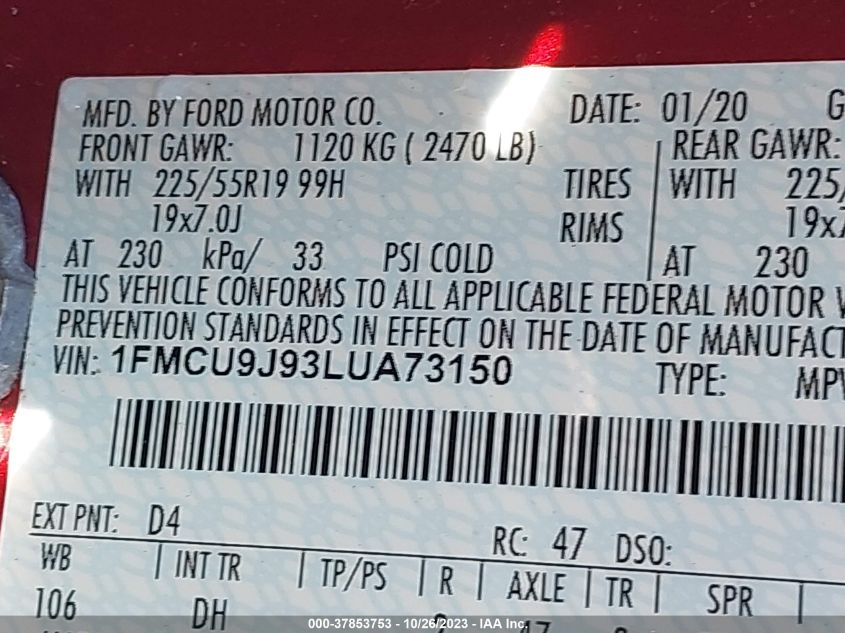 MFD. BY FORD MOTOR CO. DATE: 01/20 G
FRONT GAWR: 1120 KG ( 2470 LB) REAR GAWR:
WITH 225/55R19 99H TIRES WITH 225/
19x7.0J RIMS 19x7
AT 230 kPa/ 33 PSI COLD AT 230
THIS VEHICLE CONFORMS TO ALL APPLICABLE FEDERAL MOTOR V
PREVENTION STANDARDS IN EFFECT ON THE DATE OF MANUFACT
VIN: 1FMCU9J93LUA73150 TYPE: MPV
EXT PNT: D4 RC: 47 DSO:
WB INT TR TP/PS R AXLE TR SPR
106 DH
000-37853753 - 10/26/2023 - IAA Inc.